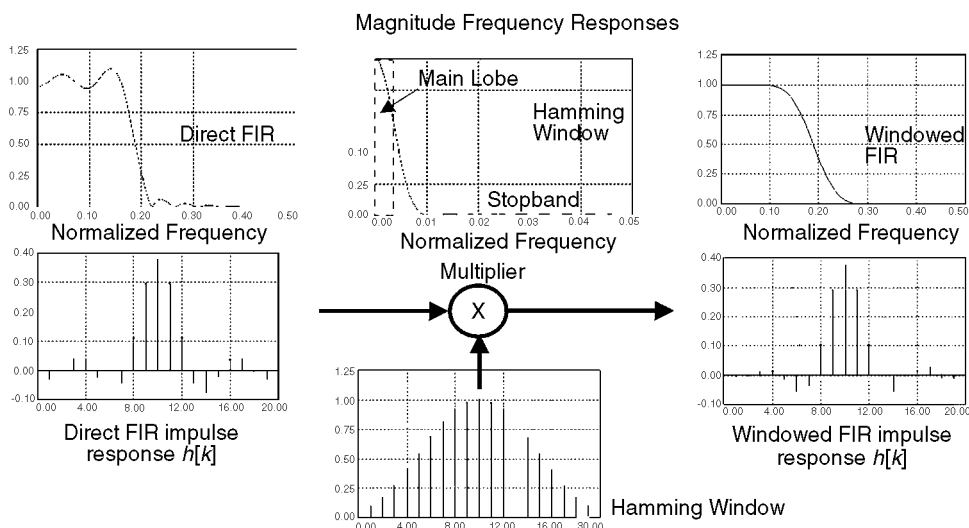 Magnitude Frequency Responses
1.25
1.00
0.75
0.50
0.25
0.00
0.00 0.10 0.20 0.30 0.40 0.50
Direct FIR
Normalized Frequency
Main Lobe
Hamming
Window
0.10
0.25
Stopband
0.00
0.00 0.01 0.02 0.03 0.04 0.05
Normalized Frequency
1.25
1.00
0.75
0.50
0.25
0.00
0.00 0.10 0.20 0.30 0.40 0.50
Windowed
FIR
Normalized Frequency
0.40
0.30
0.10
0.00
-0.10
0.00 4.00 8.00 12.00 16.00 20.00
Direct FIR impulse
response h[k]
Multiplier
X
1.25
1.00
0.75
0.50
0.25
0.00
0.00 4.00 8.00 12.00 16.00 30.00
Hamming Window
0.40
0.30
0.10
0.00
-0.10
0.00 4.00 8.00 12.00 16.00 20.00
Windowed FIR impulse
response h[k]